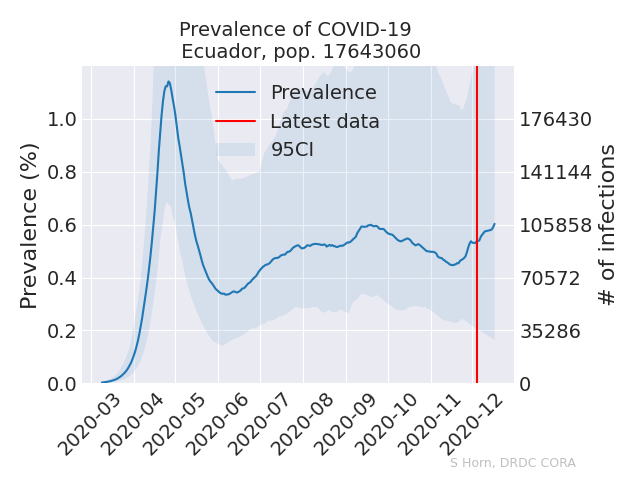 Prevalence of COVID-19
Ecuador, pop. 17643060
Prevalence
Latest data
95CI
Prevalence (%)
1.0
0.8
0.6
0.4
0.2
0.0
176430
141144
105858
70572
35286
0
# of infections
2020-03
2020-04
2020-05
2020-06
2020-07
2020-08
2020-09
2020-10
2020-11
2020-12
S Horn, DRDC CORA